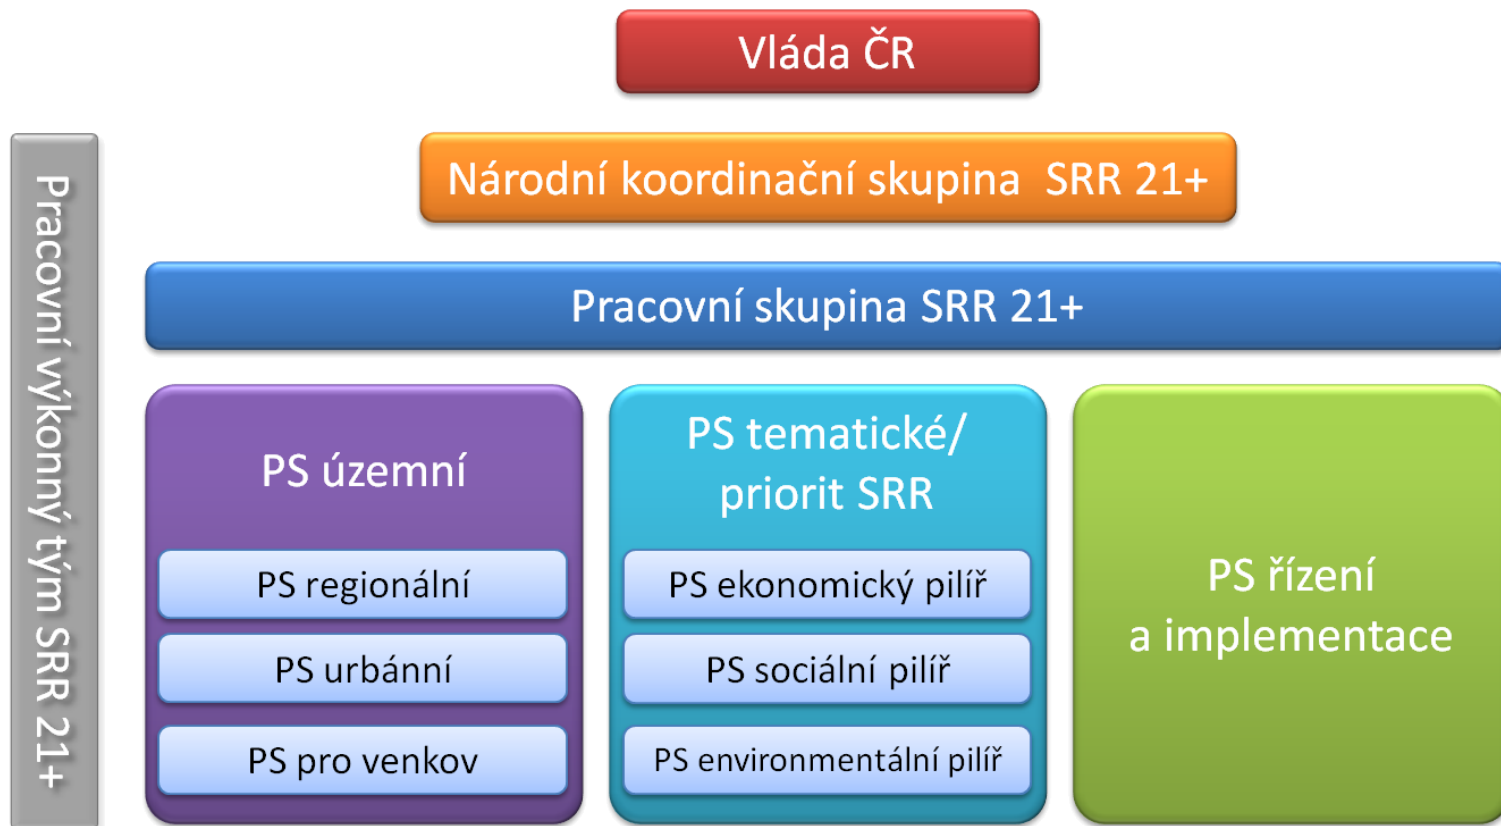 Vláda ČR
Národní koordinační skupina  SRR 21+
Pracovní skupina SRR 21+
Pracovní výkonný tým SRR 21+
PS územní
PS regionální
PS urbánní
PS pro venkov
PS tematické/
priorit SRR
PS ekonomický pilíř
PS sociální pilíř
PS environmentální pilíř
PS řízení
a implementace